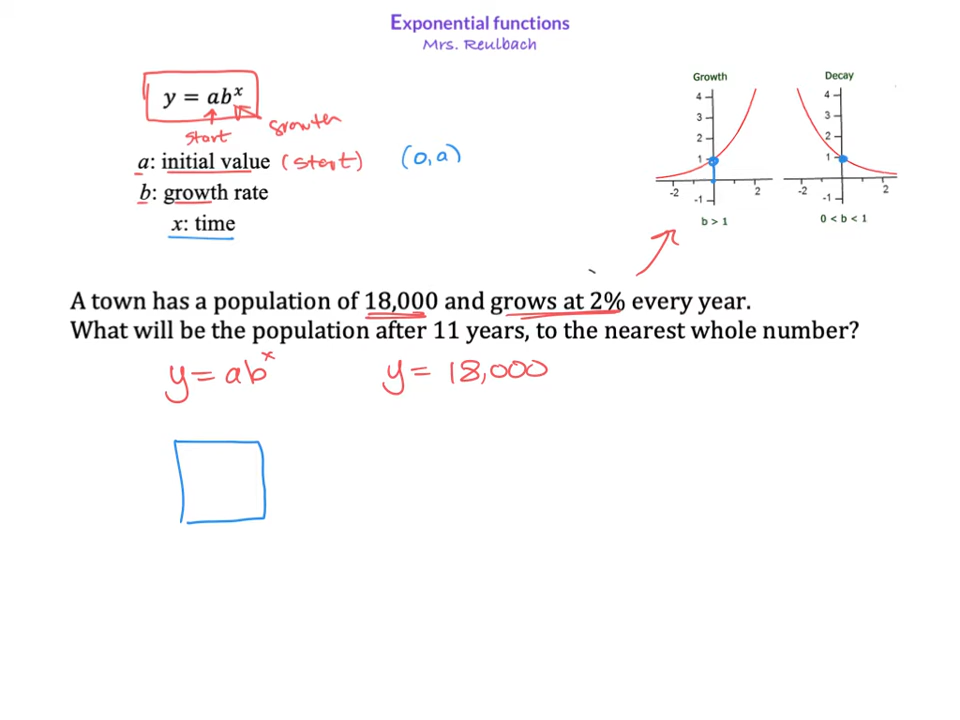 Exponential functions
Mrs. Reulbach
y = abˣ
start
growth
a: initial value (start) (0,a)
b: growth rate
x: time
Growth
4
3
2
1
-2
2
-1
b > 1
Decay
4
3
2
1
-2
2
-1
0 < b < 1
A town has a population of 18,000 and grows at 2% every year.
What will be the population after 11 years, to the nearest whole number?
y = abˣ y = 18,000